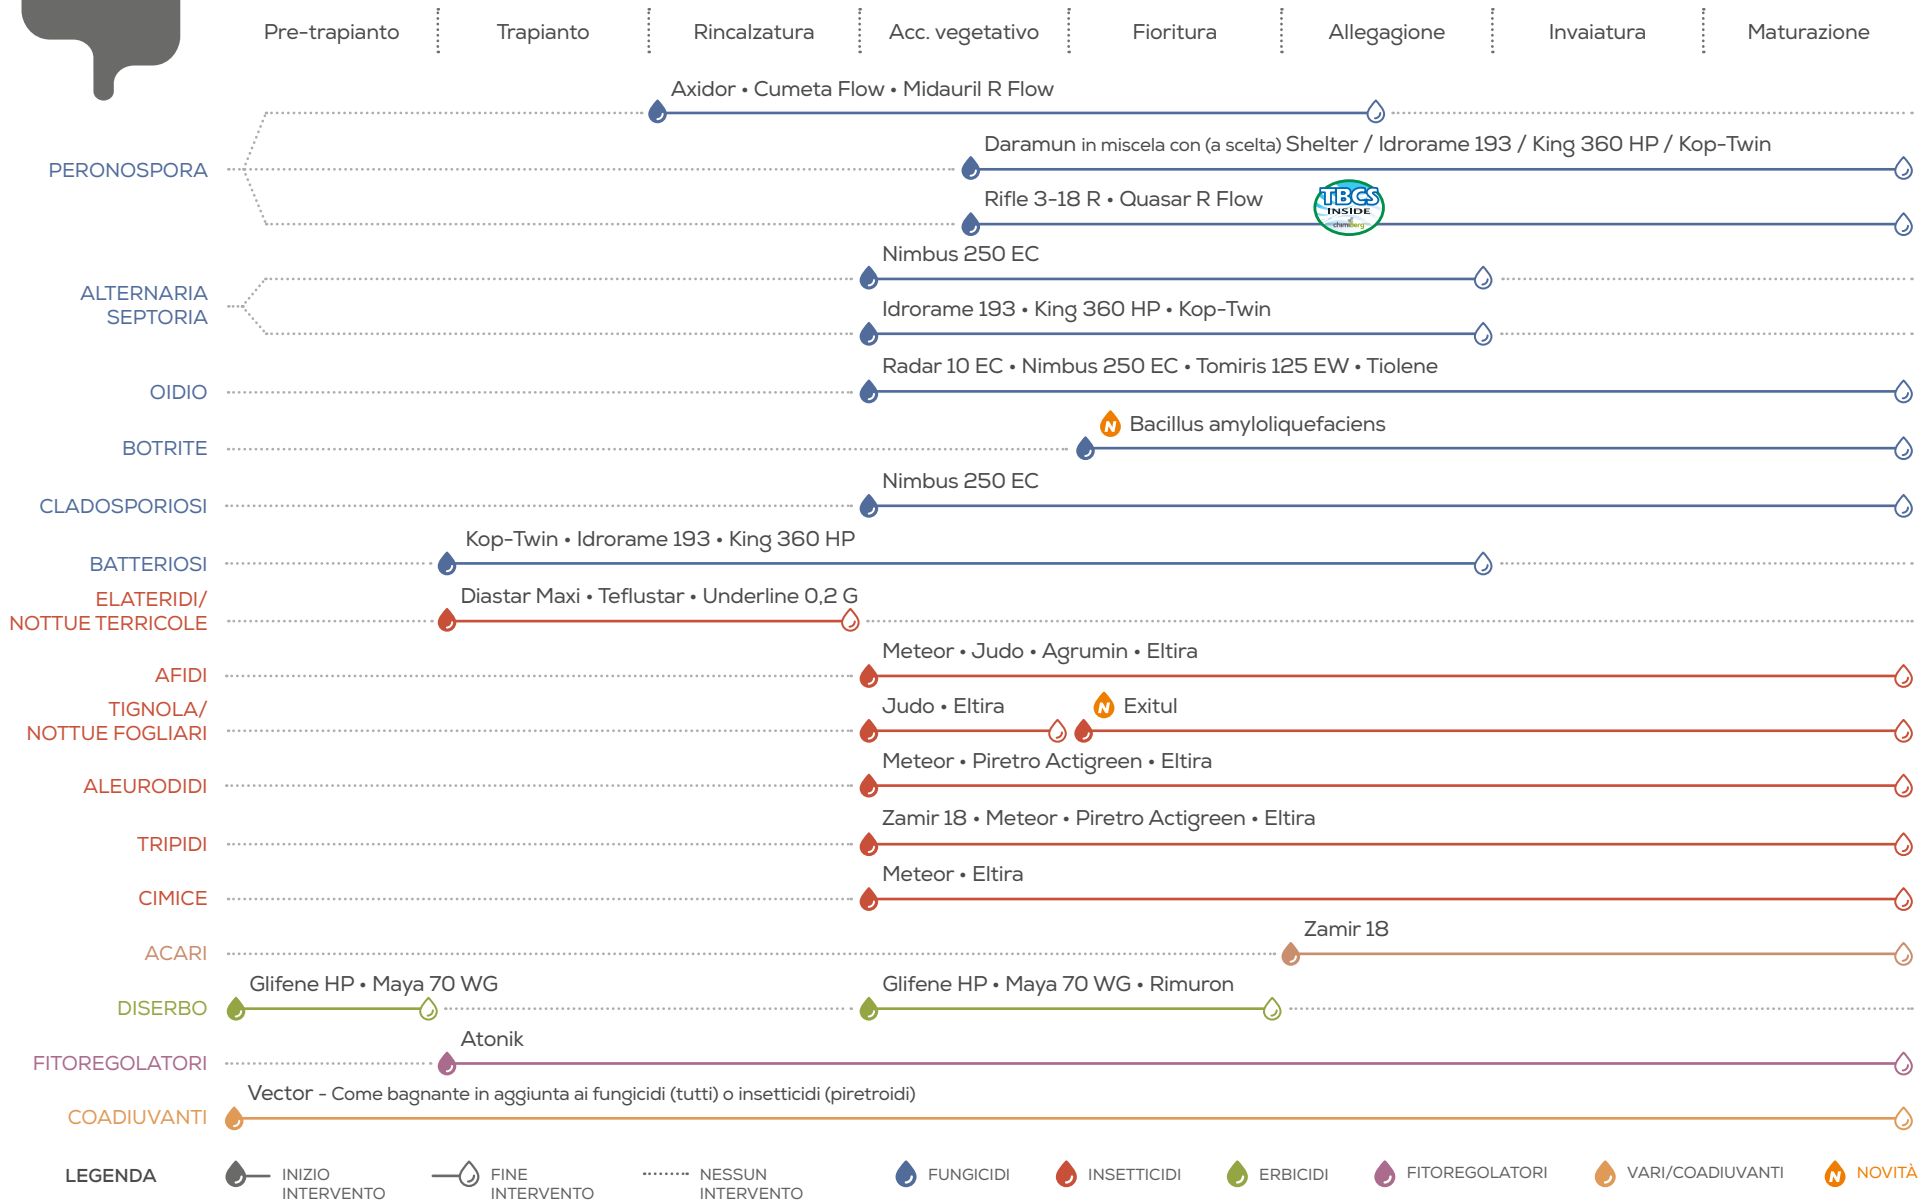 Pre-trapianto Trapianto Rincalzatura Acc. vegetativo Fioritura Allegagione Invaiatura Maturazione
Axidor • Cumeta Flow • Midauril R Flow
PERONOSPORA
Daramun in miscela con (a scelta) Shelter / Idrorame 193 / King 360 HP / Kop-Twin
Rifle 3-18 R • Quasar R Flow
TBCS
INSIDE
chimiberg
ALTERNARIA
SEPTORIA
Nimbus 250 EC
Idrorame 193 • King 360 HP • Kop-Twin
OIDIO
Radar 10 EC • Nimbus 250 EC • Tomiris 125 EW • Tiolene
BOTRITE
N Bacillus amyloliquefaciens
CLADOSPORIOSI
Nimbus 250 EC
BATTERIOSI
Kop-Twin • Idrorame 193 • King 360 HP
ELATERIDI/
NOTTUE TERRICOLE
Diastar Maxi • Teflustar • Underline 0,2 G
AFIDI
Meteor • Judo • Agrumin • Eltira
TIGNOLA/
NOTTUE FOGLIARI
Judo • Eltira
N Exitul
ALEURODIDI
Meteor • Piretro Actigreen • Eltira
TRIPIDI
Zamir 18 • Meteor • Piretro Actigreen • Eltira
CIMICE
Meteor • Eltira
ACARI
Zamir 18
DISERBO
Glifene HP • Maya 70 WG
Glifene HP • Maya 70 WG • Rimuron
FITOREGOLATORI
Atonik
COADIUVANTI
Vector - Come bagnante in aggiunta ai fungicidi (tutti) o insetticidi (piretroidi)
LEGENDA
INIZIO
INTERVENTO
FINE
INTERVENTO
NESSUN
INTERVENTO
FUNGICIDI
INSETTICIDI
ERBICIDI
FITOREGOLATORI
VARI/COADIUVANTI
N NOVITÀ